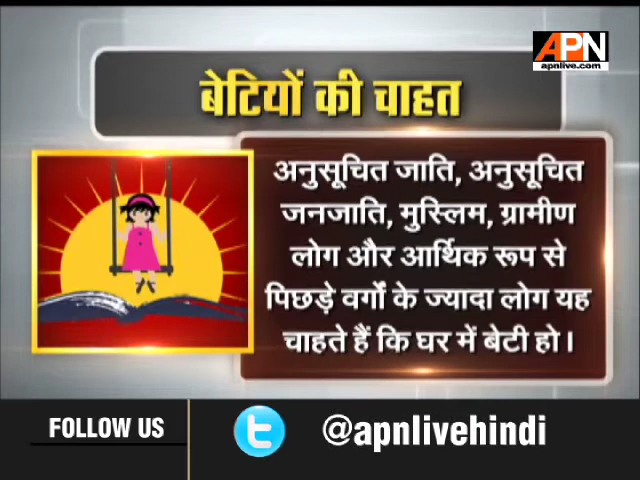 APN
apnlive.com
बेटियों की चाहत
अनुसूचित जाति, अनुसूचित
जनजाति, मुस्लिम, ग्रामीण
लोग और आर्थिक रूप से
पिछड़े वर्गों के ज्यादा लोग यह
चाहते हैं कि घर में बेटी हो।
FOLLOW US
@apnlivehindi